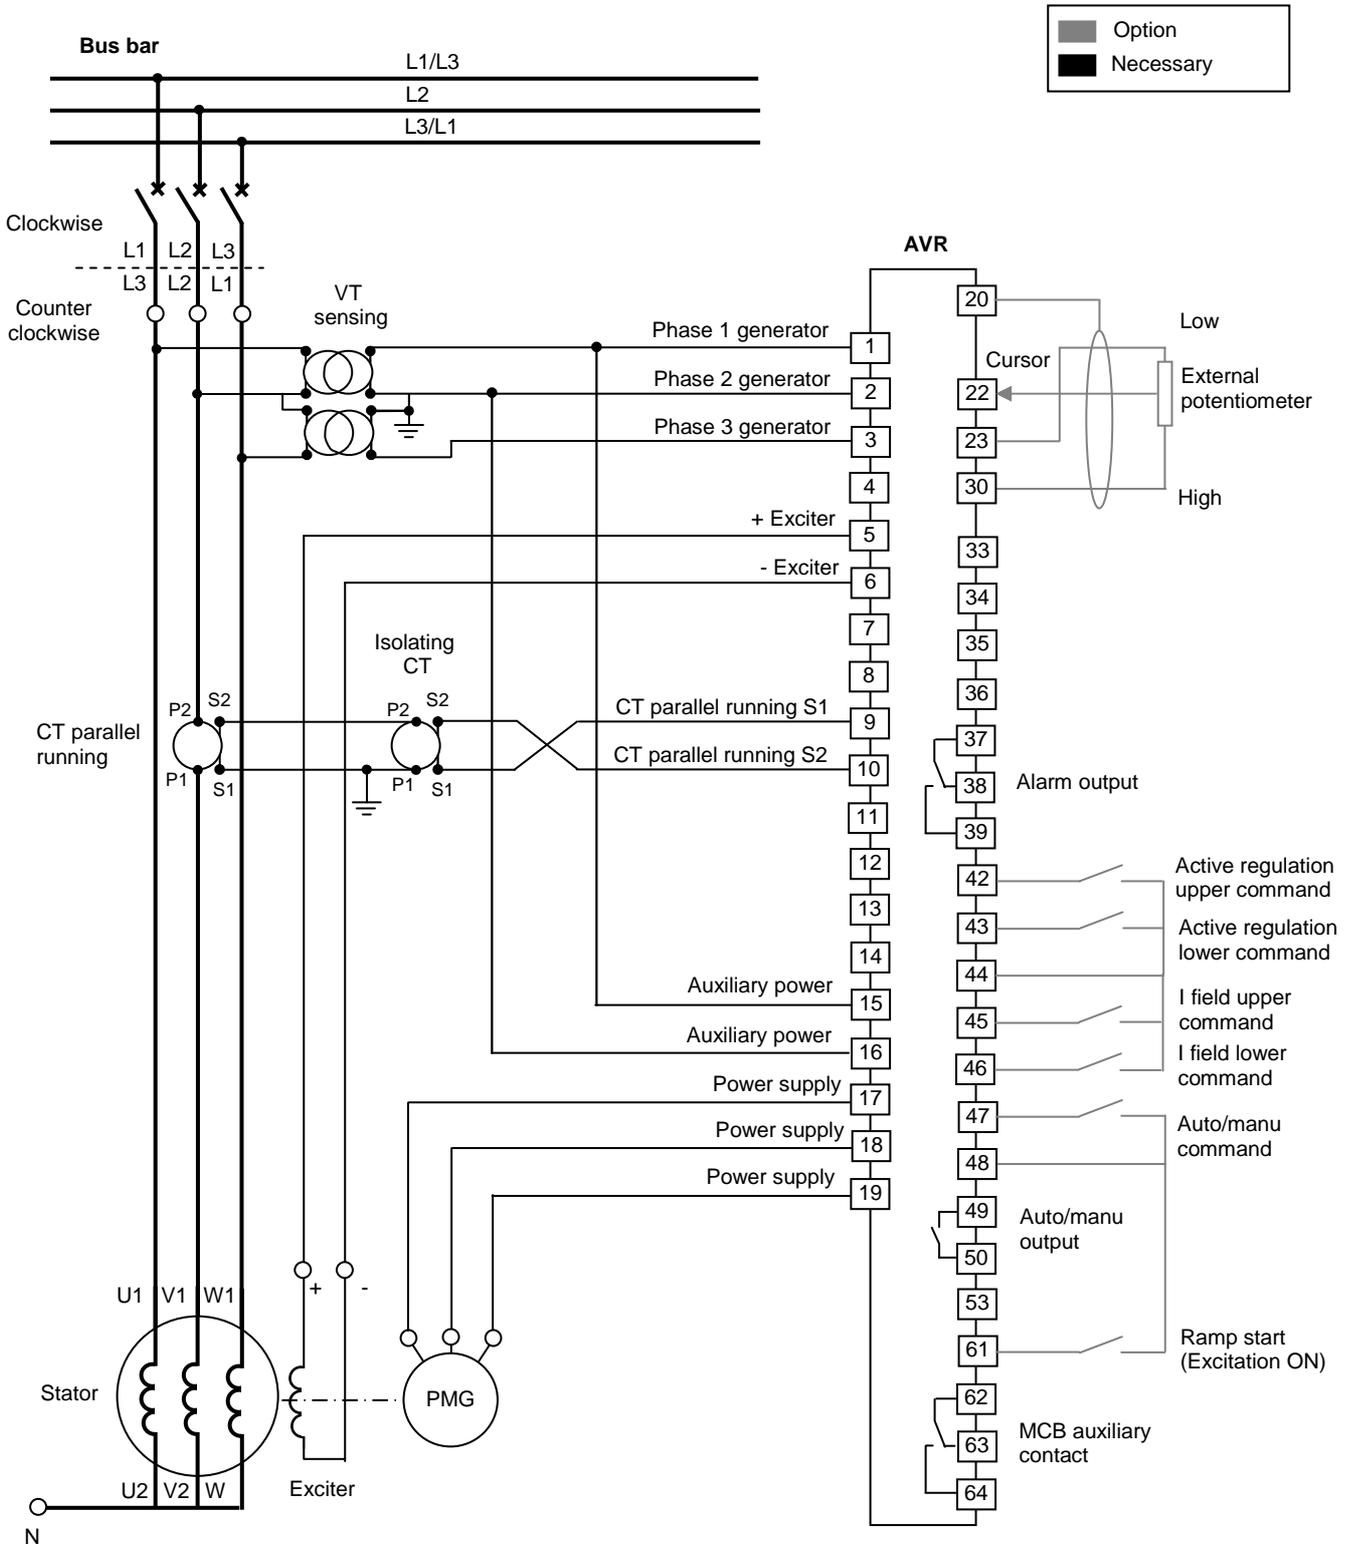 Bus bar
L1/L3
L2
L3/L1
Option
Necessary
Clockwise
L1 L2 L3
L3 L2 L1
Counter
clockwise
VT
sensing
AVR
Phase 1 generator
Phase 2 generator
Phase 3 generator
+ Exciter
- Exciter
Isolating
CT
CT parallel
running
P2
S2
P1
S1
P2
S2
P1
S1
CT parallel running S1
CT parallel running S2
Auxiliary power
Auxiliary power
Power supply
Power supply
Power supply
1
2
3
4
5
6
7
8
9
10
11
12
13
14
15
16
17
18
19
20
22
23
30
33
34
35
36
37
38
39
42
43
44
45
46
47
48
49
50
53
61
62
63
64
Cursor
Low
External
potentiometer
High
Alarm output
Active regulation
upper command
Active regulation
lower command
I field upper
command
I field lower
command
Auto/manu
command
Auto/manu
output
Ramp start
(Excitation ON)
MCB auxiliary
contact
U1 V1 W1
+ -
Stator
PMG
U2 V2 W
Exciter
N